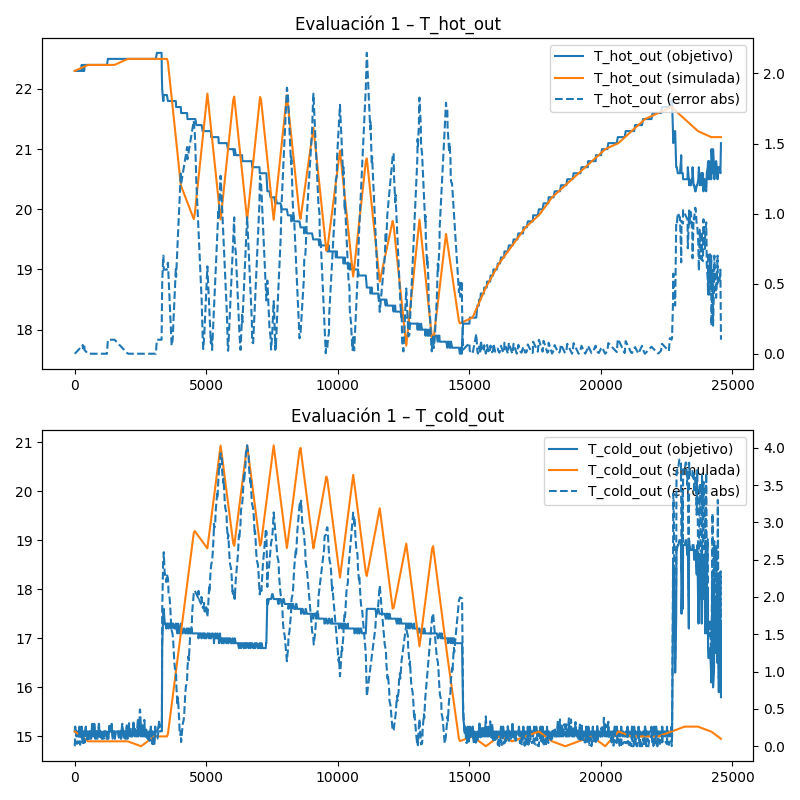 Evaluación 1 – T_hot_out
T_hot_out (objetivo)
T_hot_out (simulada)
T_hot_out (error abs)
22
21
20
19
18
2.0
1.5
1.0
0.5
0.0
0 5000 10000 15000 20000 25000
Evaluación 1 – T_cold_out
T_cold_out (objetivo)
T_cold_out (simulada)
T_cold_out (error abs)
21
20
19
18
17
16
15
4.0
3.5
3.0
2.5
2.0
1.5
1.0
0.5
0.0
0 5000 10000 15000 20000 25000